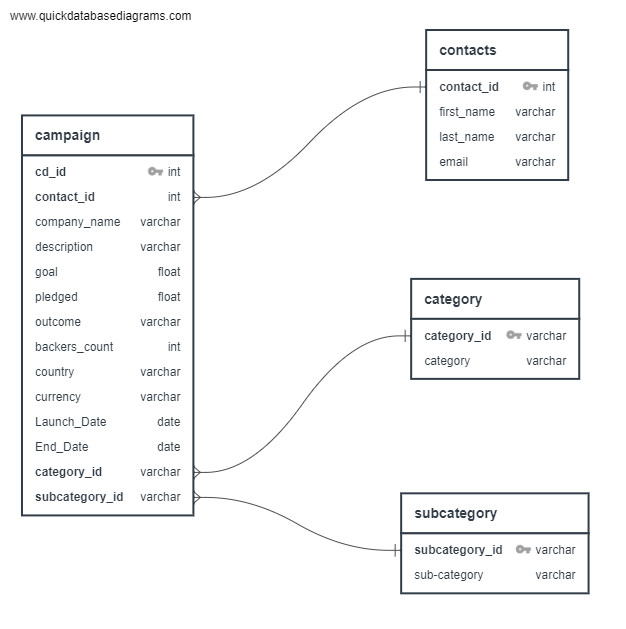 www.quickdatabasediagrams.com
contacts
contact_id int
first_name varchar
last_name varchar
email varchar
campaign
cd_id int
contact_id int
company_name varchar
description varchar
goal float
pledged float
outcome varchar
backers_count int
country varchar
currency varchar
Launch_Date date
End_Date date
category_id varchar
subcategory_id varchar
category
category_id varchar
category varchar
subcategory
subcategory_id varchar
sub-category varchar